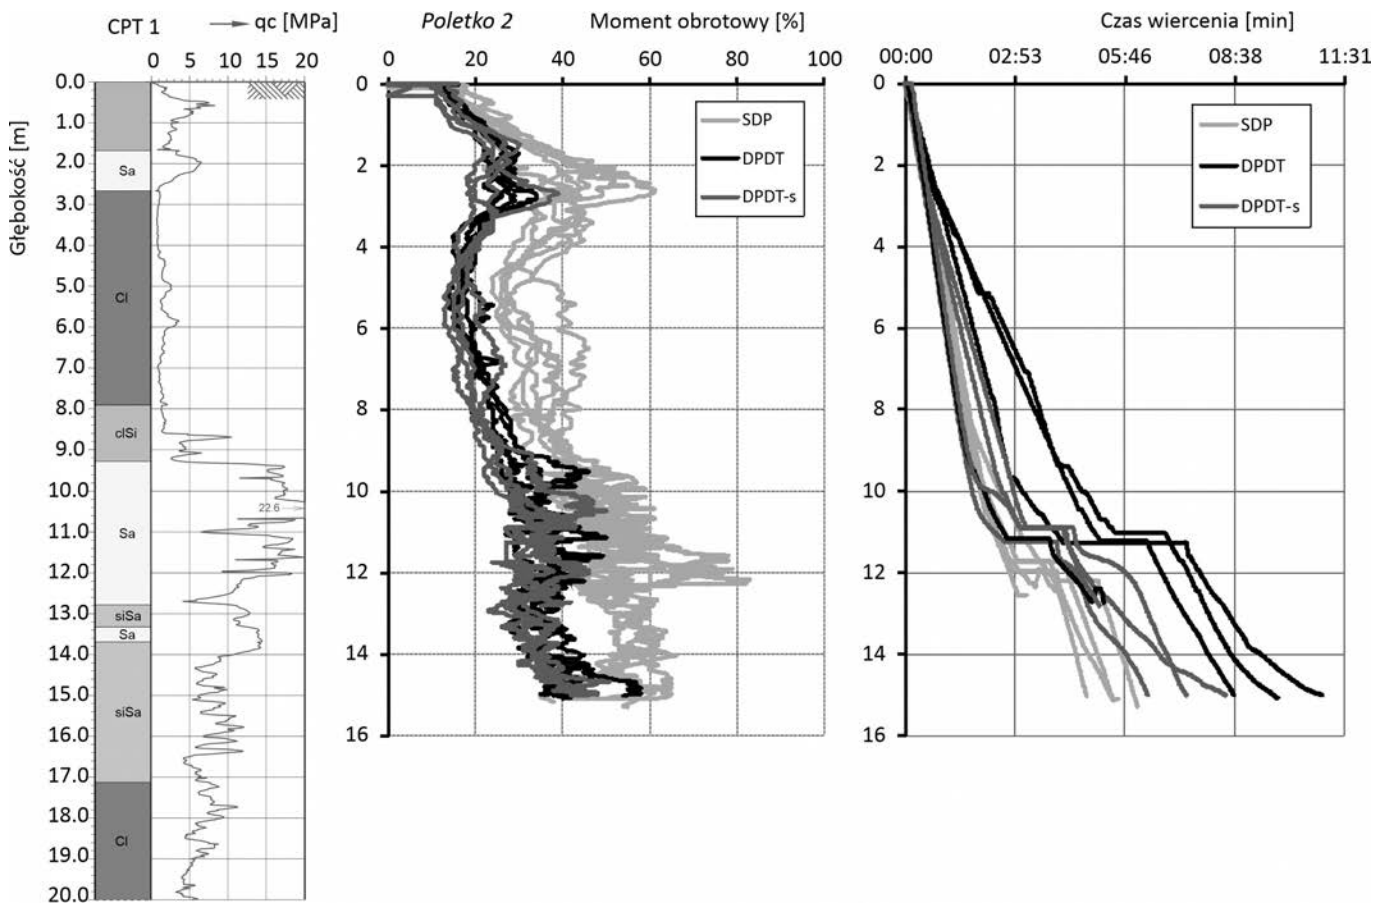 CPT 1
qc [MPa]
0 5 10 15 20
Głębokość [m]
0.0
1.0
2.0
3.0
4.0
5.0
6.0
7.0
8.0
9.0
10.0
11.0
12.0
13.0
14.0
15.0
16.0
17.0
18.0
19.0
20.0
Sa
Cl
clSi
22.6
Sa
siSa
Sa
siSa
Cl
Poletko 2
Moment obrotowy [%]
0 20 40 60 80 100
0
2
4
6
8
10
12
14
16
SDP
DPDT
DPDT-s
Czas wiercenia [min]
00:00 02:53 05:46 08:38 11:31
0
2
4
6
8
10
12
14
16
SDP
DPDT
DPDT-s